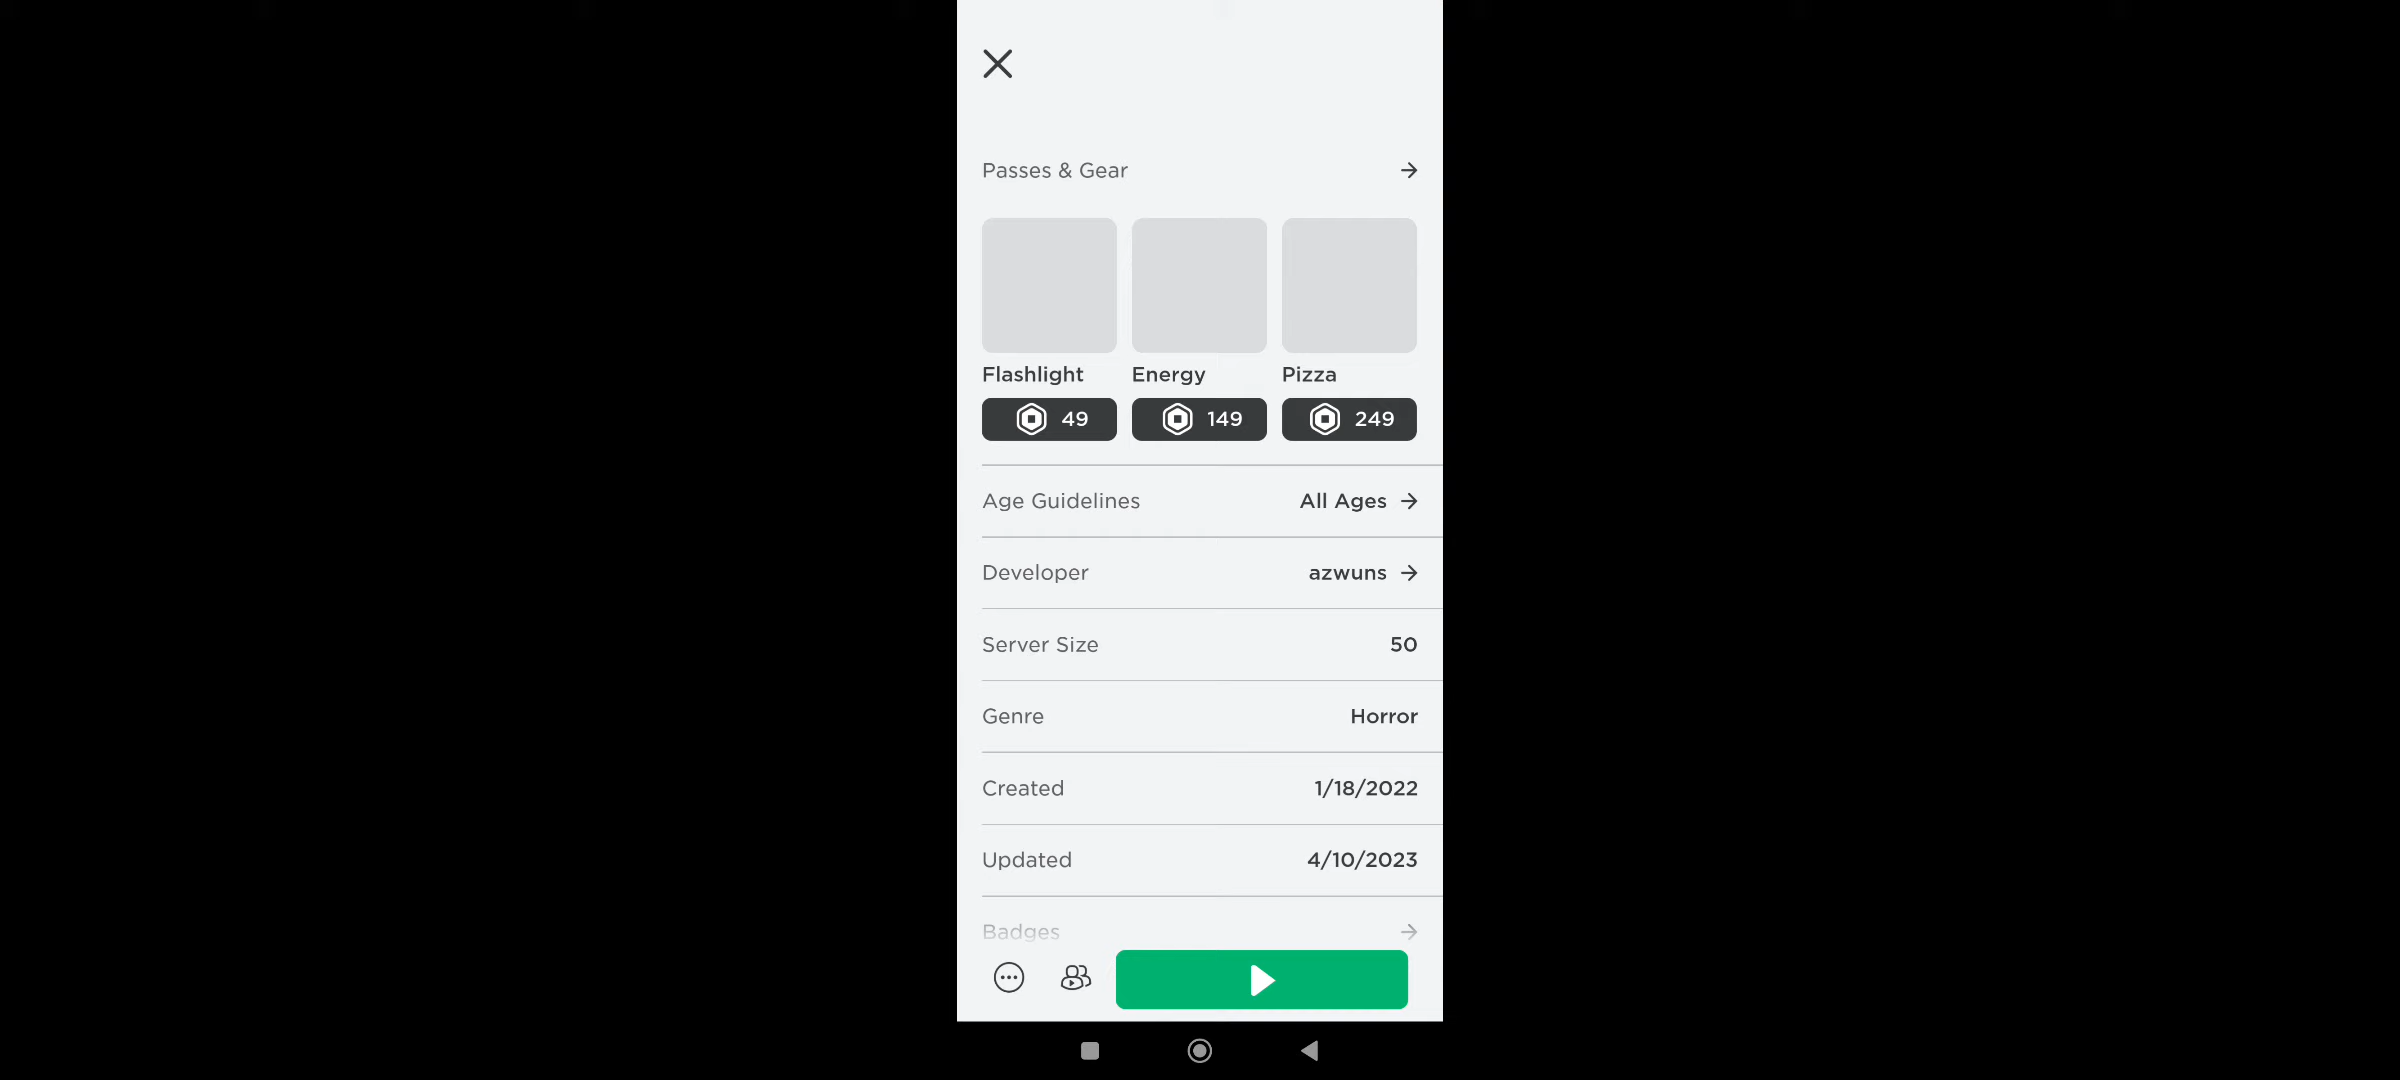 Passes & Gear
Flashlight Energy Pizza
49 149 249
Age Guidelines All Ages
Developer azwuns
Server Size 50
Genre Horror
Created 1/18/2022
Updated 4/10/2023
Badges